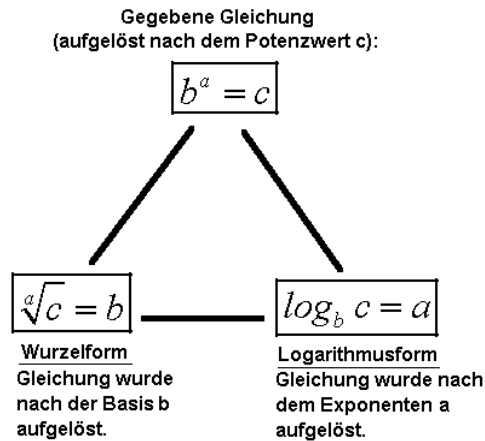 Gegebene Gleichung
(aufgelöst nach dem Potenzwert c):
bᵃ = c
ᵃ√c = b
log_b c = a
Wurzelform
Gleichung wurde
nach der Basis b
aufgelöst.
Logarithmusform
Gleichung wurde nach
dem Exponenten a
aufgelöst.